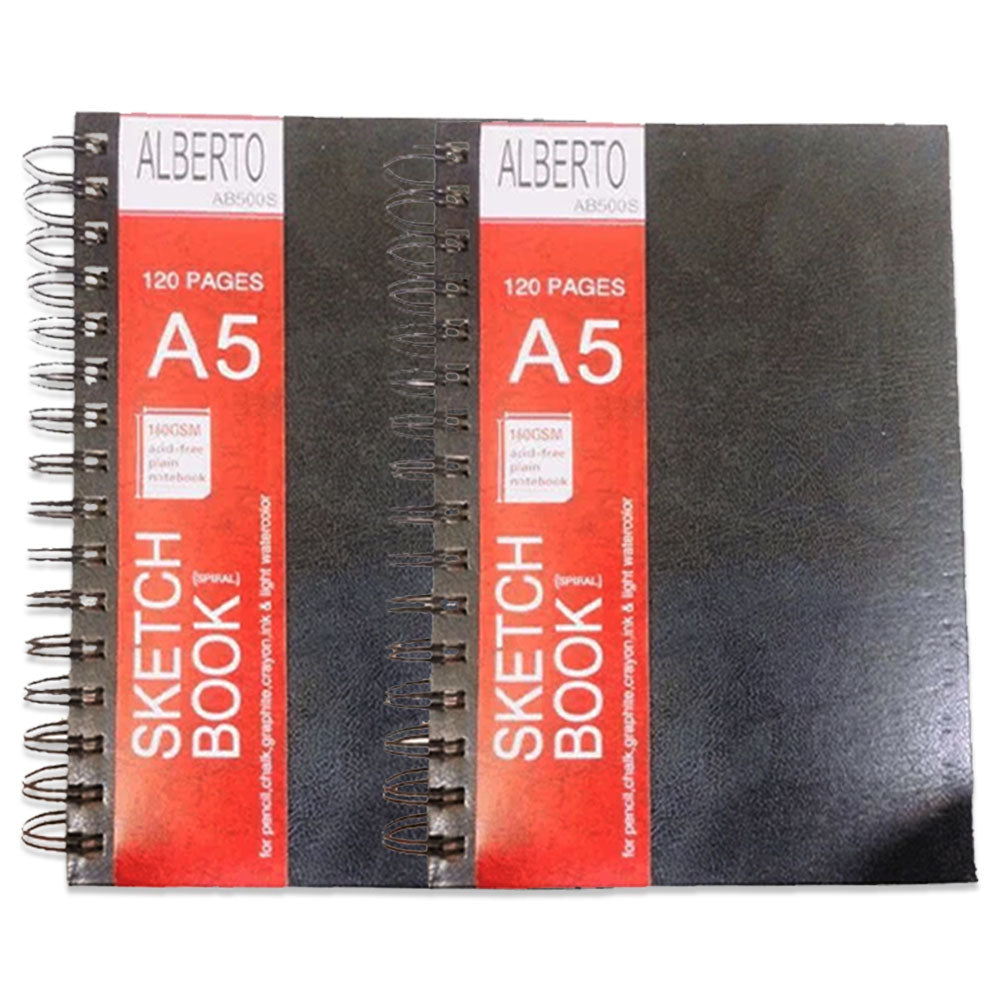 ALBERTO
AB500S
120 PAGES
A5
160GSM
acid-free
plain
notebook
SKETCH
BOOK [SPIRAL]
for pencil,chalk,graphite,crayon,ink & light watercolor
ALBERTO
AB500S
120 PAGES
A5
160GSM
acid-free
plain
notebook
SKETCH
BOOK [SPIRAL]
for pencil,chalk,graphite,crayon,ink & light watercolor